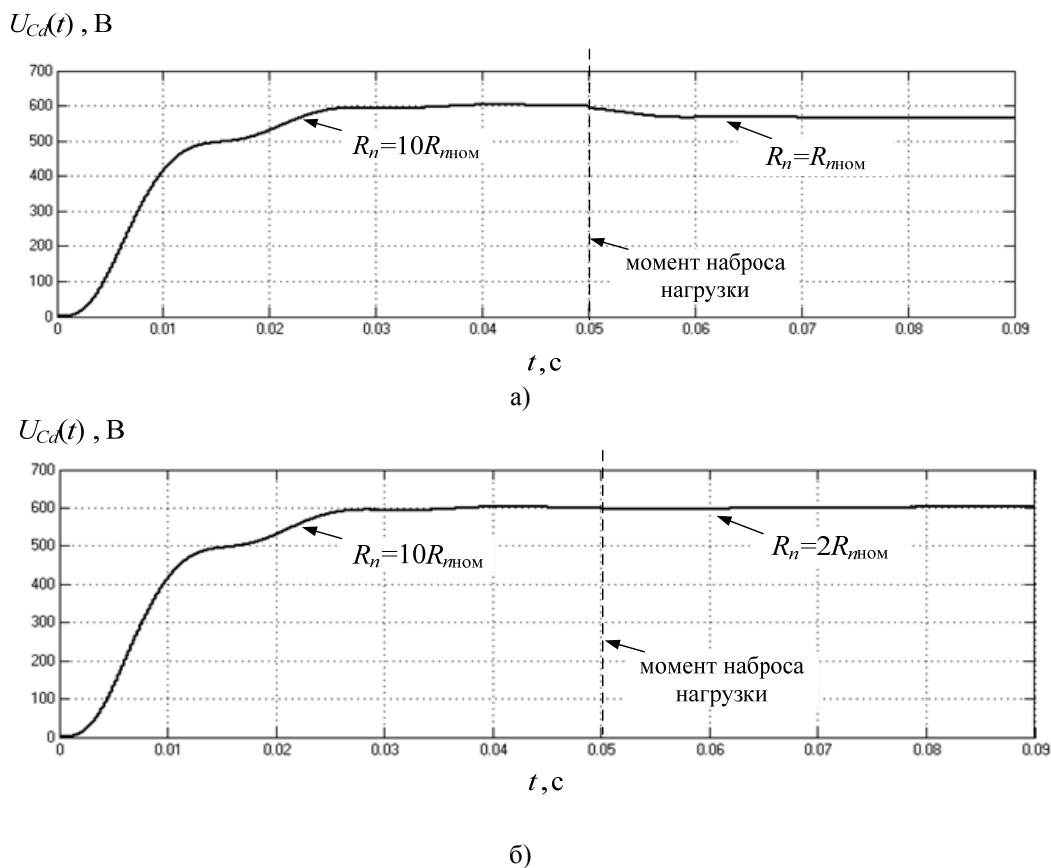 U_Cd(t) , В
700
600
500
400
300
200
100
0
R_n=10R_nном
R_n=R_nном
момент наброса
нагрузки
0 0.01 0.02 0.03 0.04 0.05 0.06 0.07 0.08 0.09
t,с
а)
U_Cd(t) , В
700
600
500
400
300
200
100
0
R_n=10R_nном
R_n=2R_nном
момент наброса
нагрузки
0 0.01 0.02 0.03 0.04 0.05 0.06 0.07 0.08 0.09
t,с
б)